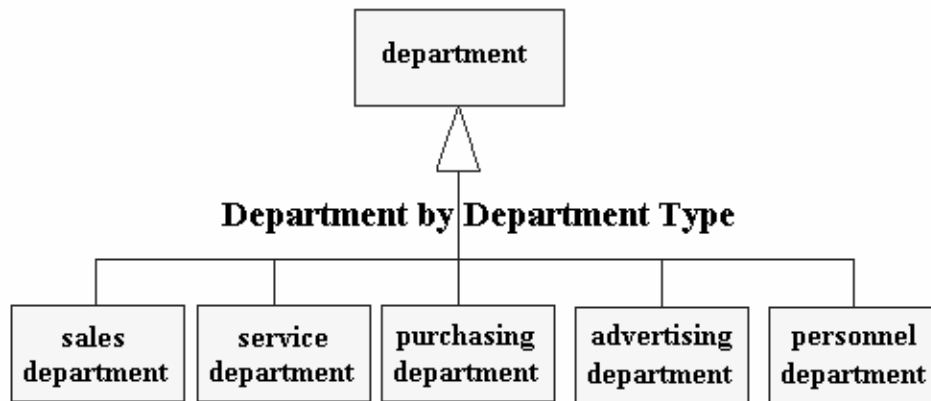 department
Department by Department Type
sales
department
service
department
purchasing
department
advertising
department
personnel
department